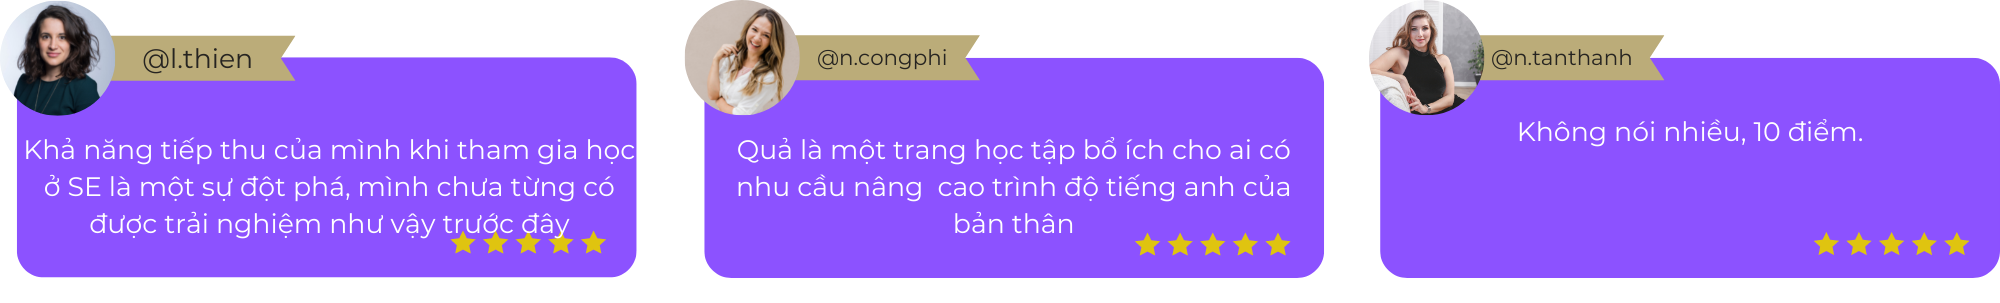 @l.thien
Khả năng tiếp thu của mình khi tham gia học
ở SE là một sự đột phá, mình chưa từng có
được trải nghiệm như vậy trước đây
@n.congphi
Quả là một trang học tập bổ ích cho ai có
nhu cầu nâng  cao trình độ tiếng anh của
bản thân
@n.tanthanh
Không nói nhiều, 10 điểm.